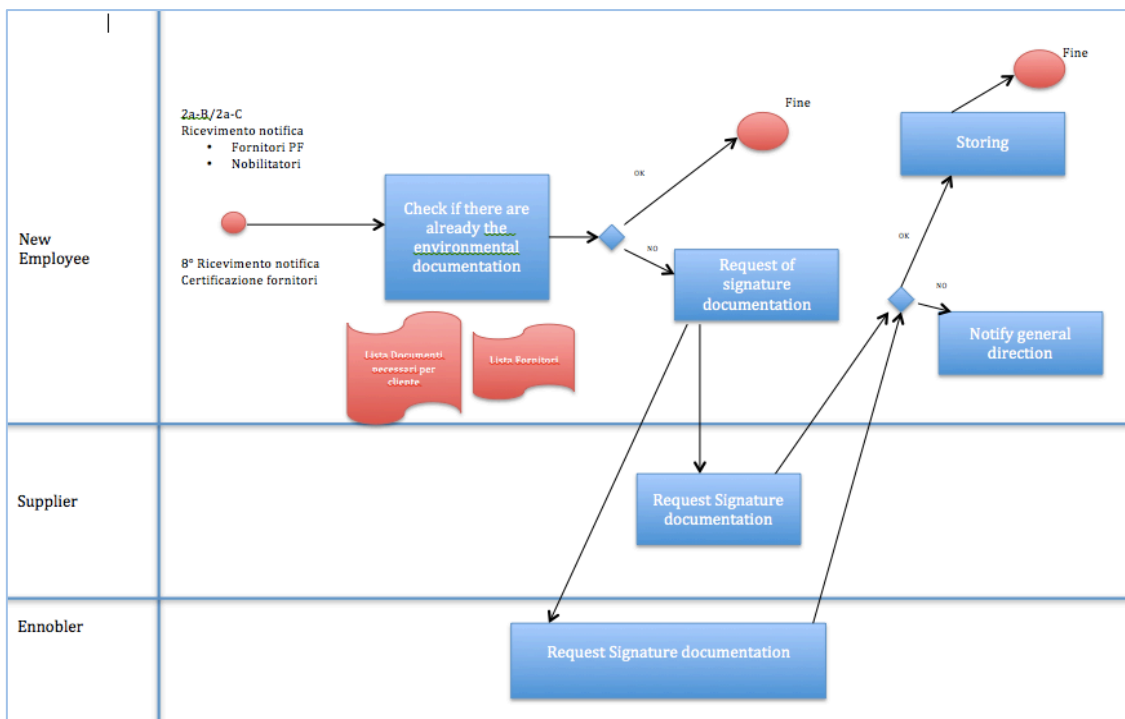 Fine
Fine
2a-B/2a-C
Ricevimento notifica
• Fornitori PF
• Nobilitatori
Storing
OK
Check if there are
already the
environmental
documentation
New
Employee
OK
NO
Request of
signature
documentation
8° Ricevimento notifica
Certificazione fornitori
NO
Notify general
direction
Lista Documenti
necessari per
cliente
Lista Fornitori
Supplier
Request Signature
documentation
Ennobler
Request Signature documentation